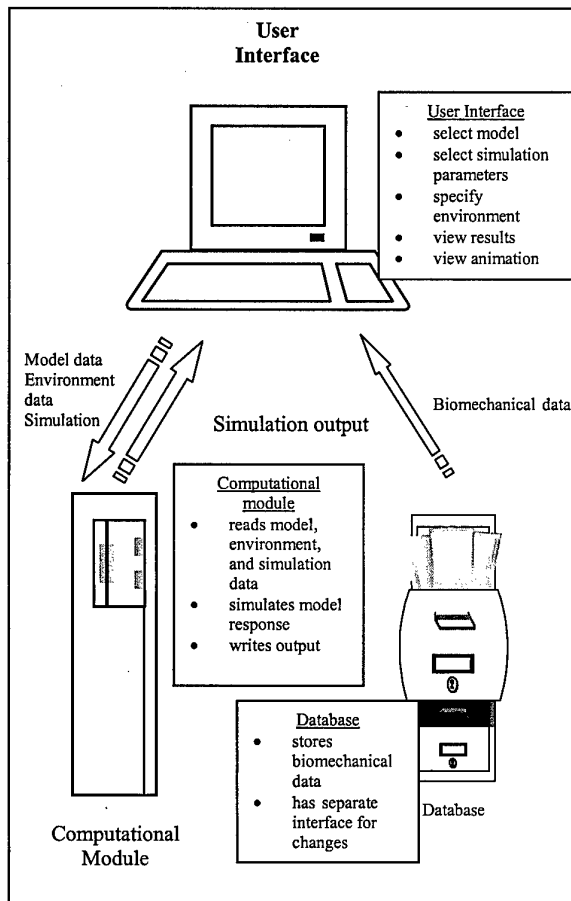 User
Interface
User Interface
• select model
• select simulation
parameters
• specify
environment
• view results
• view animation
Model data
Environment
data
Simulation
Simulation output
Biomechanical data
Computational
module
• reads model,
environment,
and simulation
data
• simulates model
response
• writes output
Database
• stores
biomechanical
data
• has separate
interface for
changes
Database
Computational
Module